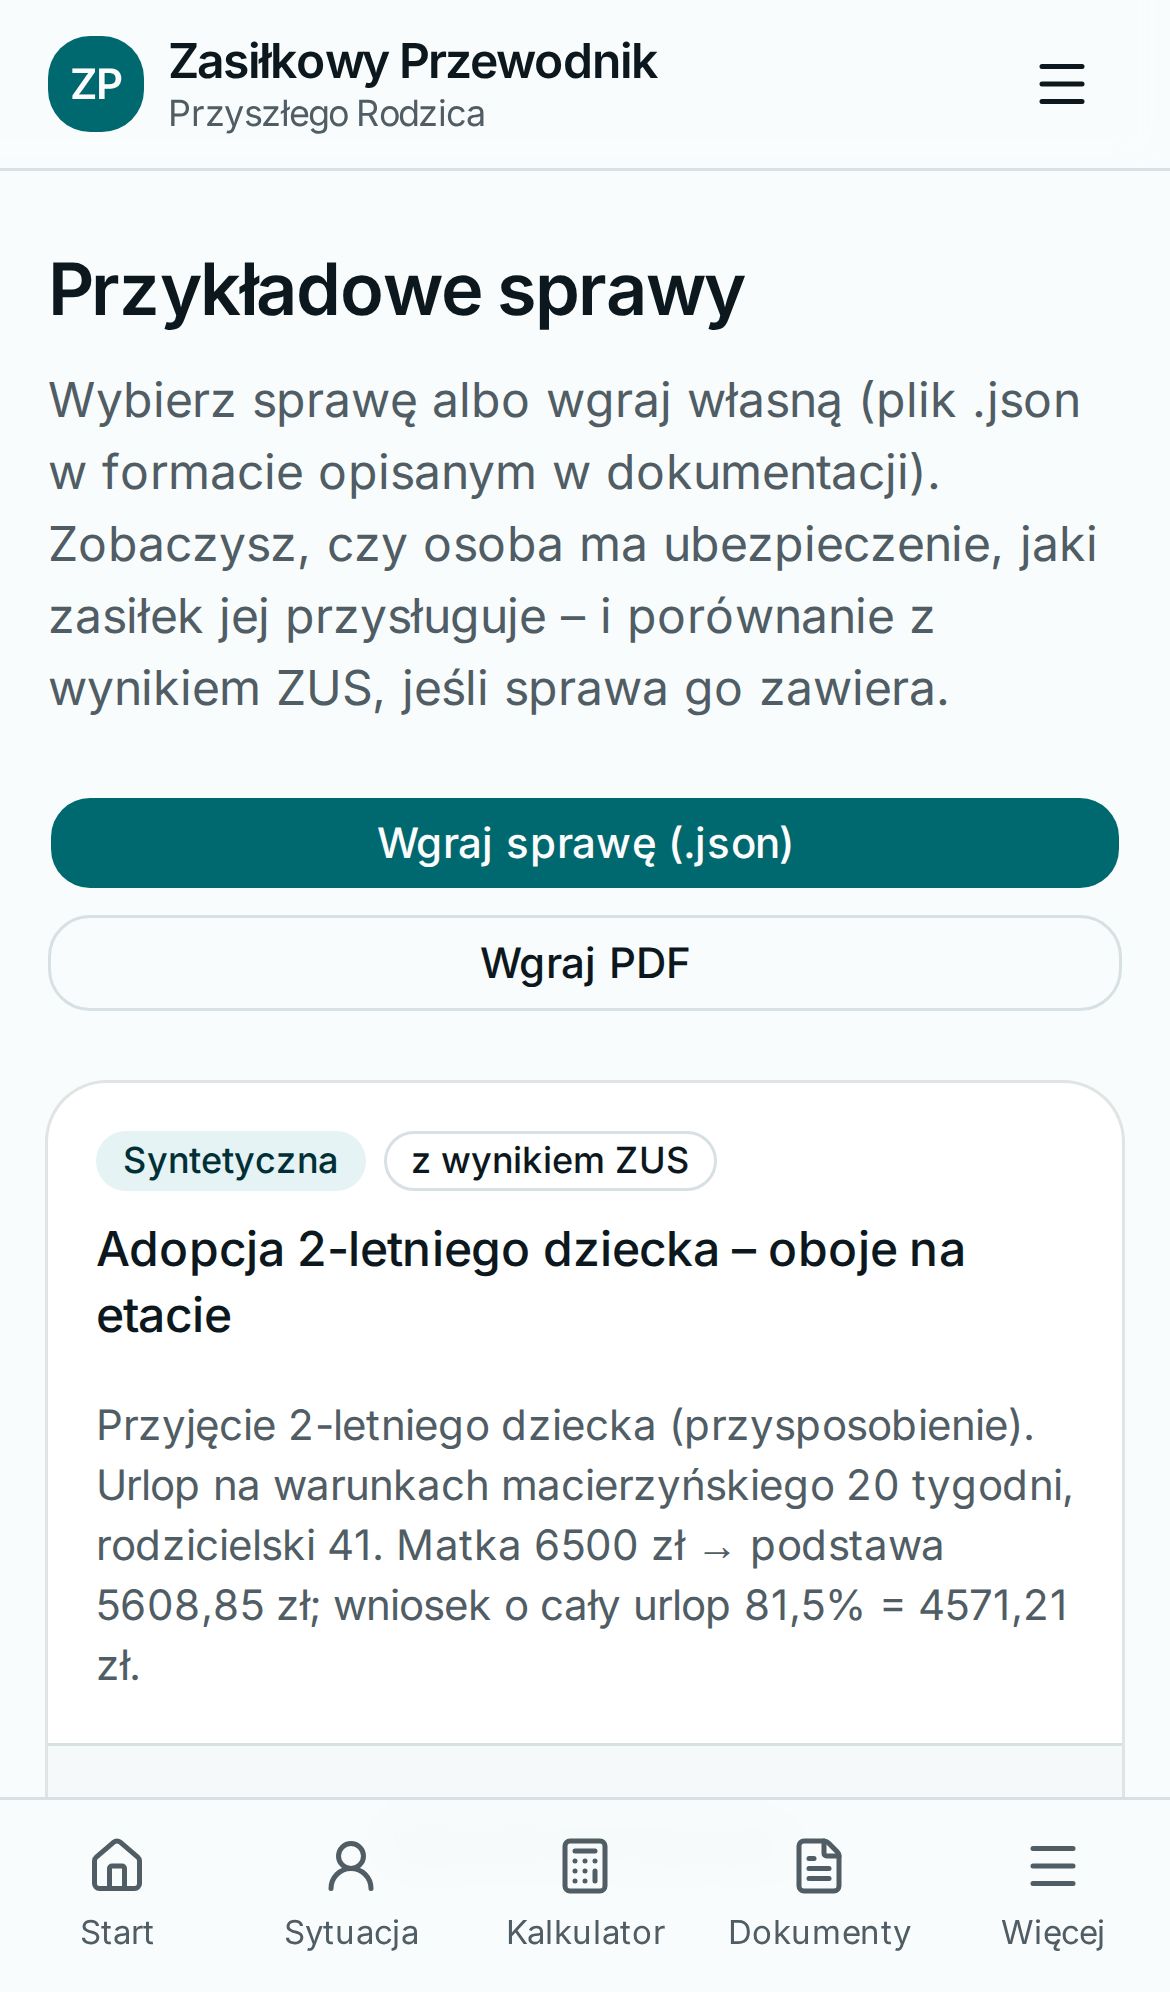 ZP
Zasiłkowy Przewodnik
Przyszłego Rodzica
Przykładowe sprawy
Wybierz sprawę albo wgraj własną (plik .json
w formacie opisanym w dokumentacji).
Zobaczysz, czy osoba ma ubezpieczenie, jaki
zasiłek jej przysługuje – i porównanie z
wynikiem ZUS, jeśli sprawa go zawiera.
Wgraj sprawę (.json)
Wgraj PDF
Syntetyczna
z wynikiem ZUS
Adopcja 2-letniego dziecka – oboje na
etacie
Przyjęcie 2-letniego dziecka (przysposobienie).
Urlop na warunkach macierzyńskiego 20 tygodni,
rodzicielski 41. Matka 6500 zł → podstawa
5608,85 zł; wniosek o cały urlop 81,5% = 4571,21
zł.
Start
Sytuacja
Kalkulator
Dokumenty
Więcej